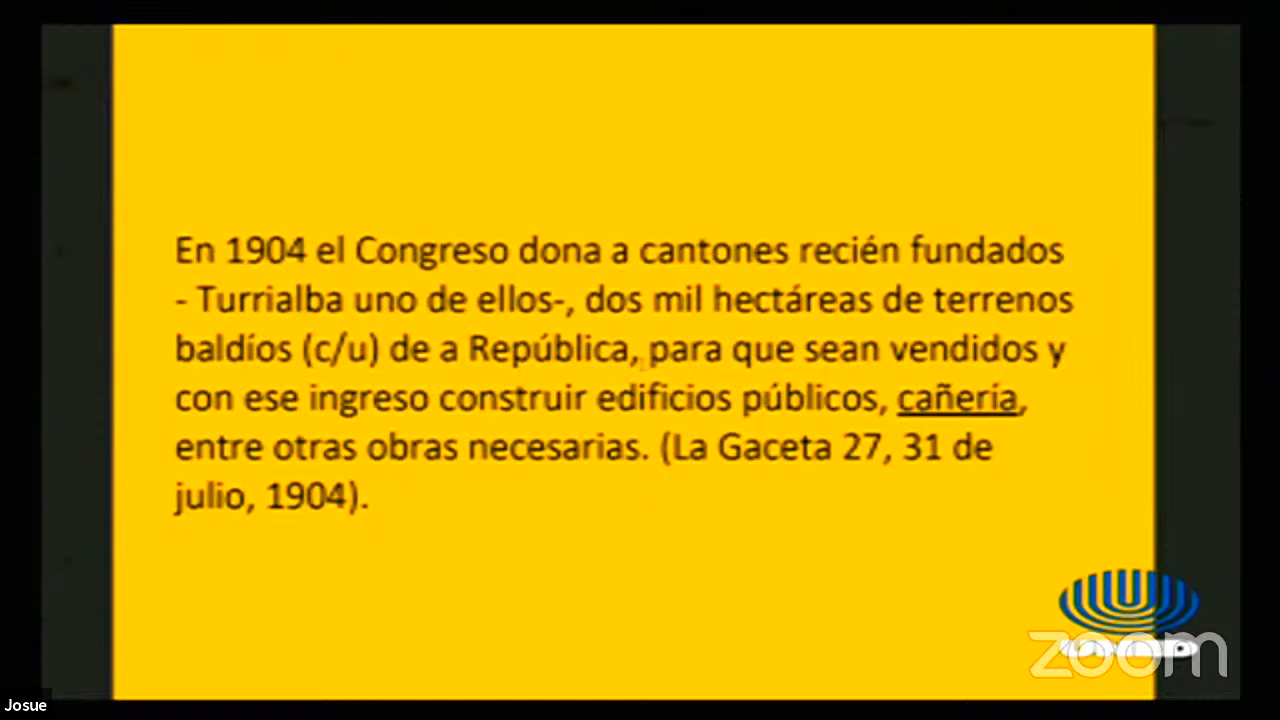 En 1904 el Congreso dona a cantones recién fundados
- Turrialba uno de ellos-, dos mil hectáreas de terrenos
baldíos (c/u) de a República, para que sean vendidos y
con ese ingreso construir edificios públicos, cañería,
entre otras obras necesarias. (La Gaceta 27, 31 de
julio, 1904).
zoom
Josue